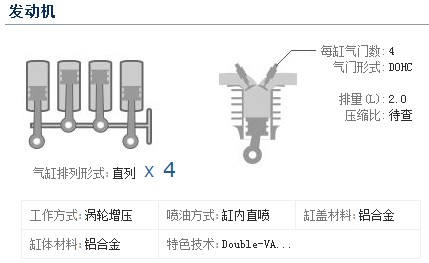 发动机
每缸气门数: 4
气门形式: DOHC
排量(L): 2.0
压缩比: 待查
气缸排列形式: 直列 X 4
工作方式: 涡轮增压 喷油方式: 缸内直喷 缸盖材料: 铝合金
缸体材料: 铝合金 特色技术: Double-VA...